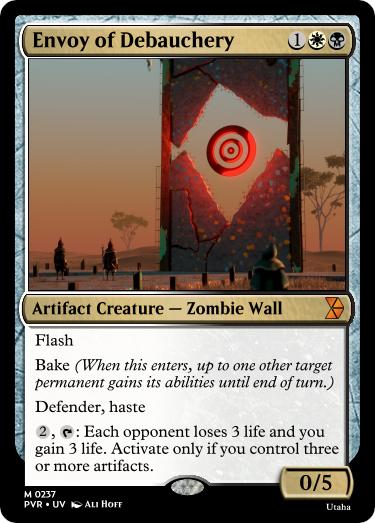 Envoy of Debauchery 1
Artifact Creature — Zombie Wall
Flash
Bake (When this enters, up to one other target
permanent gains its abilities until end of turn.)
Defender, haste
2, : Each opponent loses 3 life and you
gain 3 life. Activate only if you control three
or more artifacts.
0/5
M 0237
PVR • UV Ali Hoff
Utaha